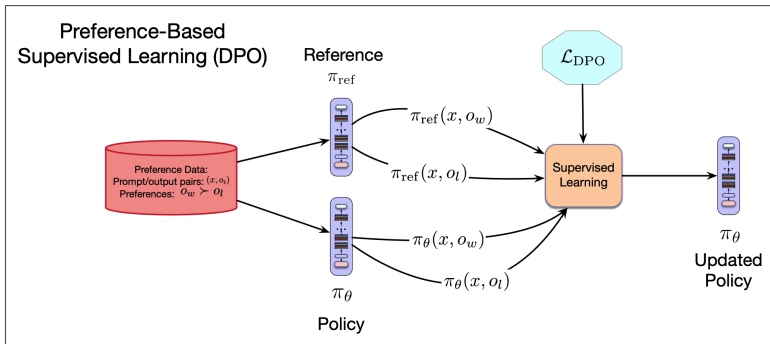 Preference-Based
Supervised Learning (DPO)
Reference
π_ref
Preference Data:
Prompt/output pairs: (x, o_i)
Preferences: o_w ≻ o_l
π_ref(x, o_w)
π_ref(x, o_l)
π_θ(x, o_w)
π_θ(x, o_l)
π_θ
Policy
ℒ_DPO
Supervised
Learning
π_θ
Updated
Policy